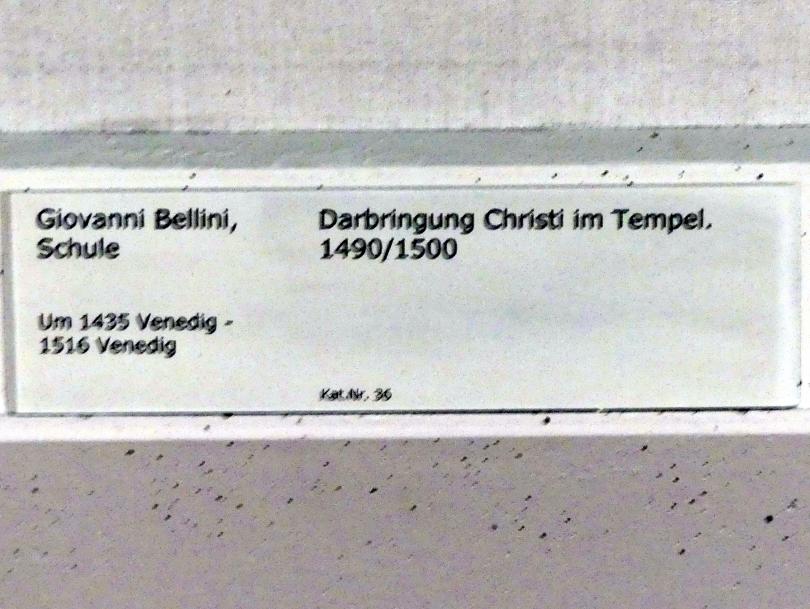 Giovanni Bellini,
Schule
Um 1435 Venedig -
1516 Venedig
Darbringung Christi im Tempel.
1490/1500
Kat.Nr. 36